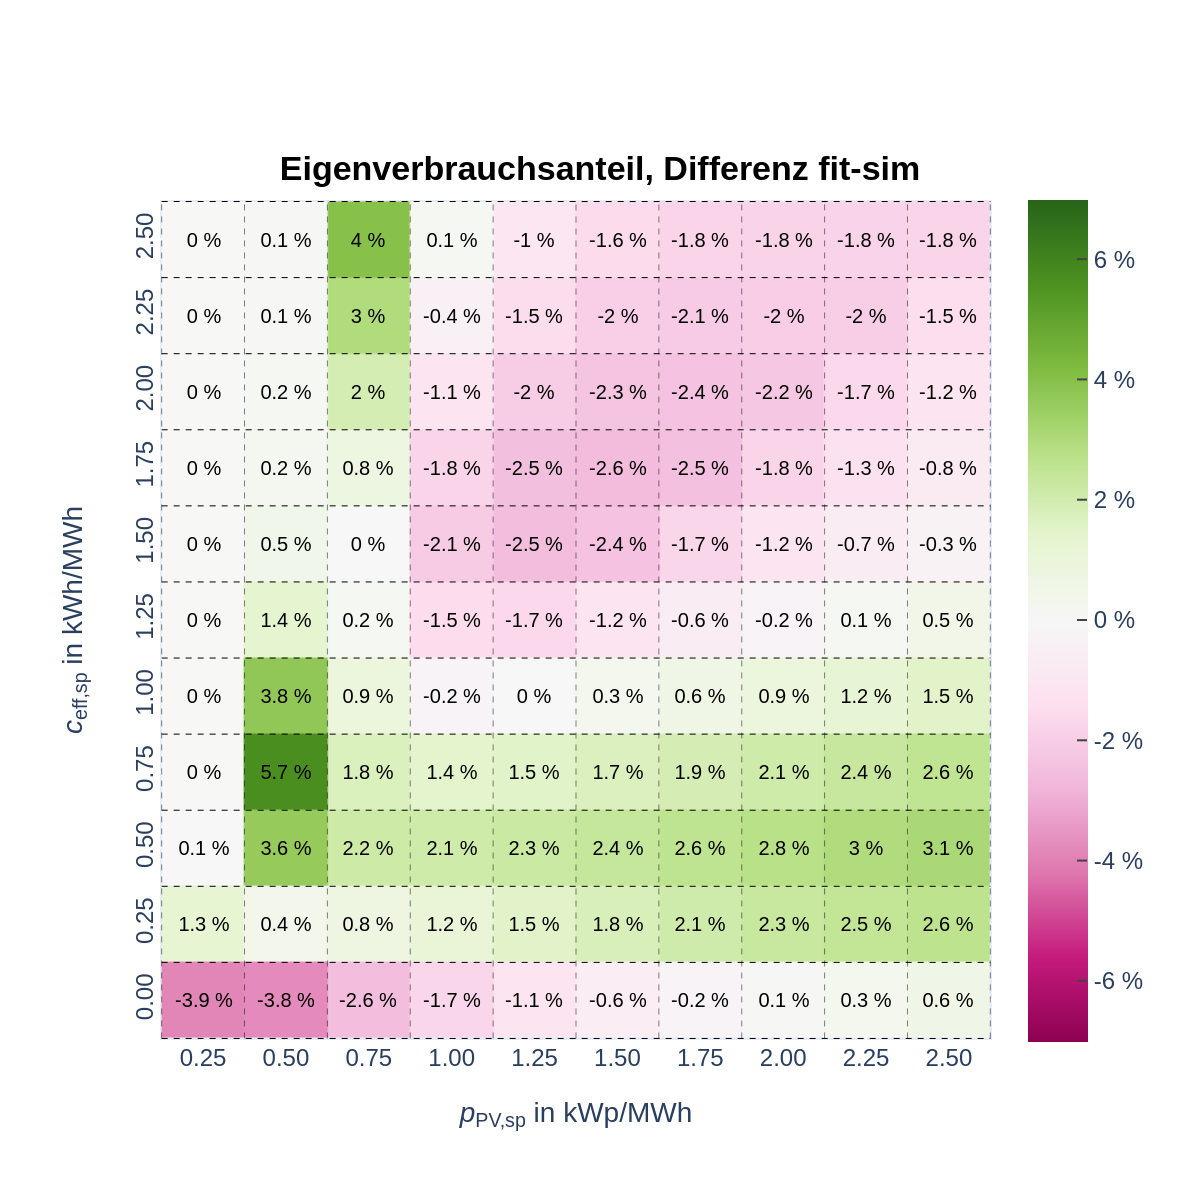 Eigenverbrauchsanteil, Differenz fit-sim
2.50 0 % 0.1 % 4 % 0.1 % -1 % -1.6 % -1.8 % -1.8 % -1.8 % -1.8 %
2.25 0 % 0.1 % 3 % -0.4 % -1.5 % -2 % -2.1 % -2 % -2 % -1.5 %
2.00 0 % 0.2 % 2 % -1.1 % -2 % -2.3 % -2.4 % -2.2 % -1.7 % -1.2 %
1.75 0 % 0.2 % 0.8 % -1.8 % -2.5 % -2.6 % -2.5 % -1.8 % -1.3 % -0.8 %
1.50 0 % 0.5 % 0 % -2.1 % -2.5 % -2.4 % -1.7 % -1.2 % -0.7 % -0.3 %
1.25 0 % 1.4 % 0.2 % -1.5 % -1.7 % -1.2 % -0.6 % -0.2 % 0.1 % 0.5 %
1.00 0 % 3.8 % 0.9 % -0.2 % 0 % 0.3 % 0.6 % 0.9 % 1.2 % 1.5 %
0.75 0 % 5.7 % 1.8 % 1.4 % 1.5 % 1.7 % 1.9 % 2.1 % 2.4 % 2.6 %
0.50 0.1 % 3.6 % 2.2 % 2.1 % 2.3 % 2.4 % 2.6 % 2.8 % 3 % 3.1 %
0.25 1.3 % 0.4 % 0.8 % 1.2 % 1.5 % 1.8 % 2.1 % 2.3 % 2.5 % 2.6 %
0.00 -3.9 % -3.8 % -2.6 % -1.7 % -1.1 % -0.6 % -0.2 % 0.1 % 0.3 % 0.6 %
0.25 0.50 0.75 1.00 1.25 1.50 1.75 2.00 2.25 2.50
pPV,sp in kWp/MWh
ceff,sp in kWh/MWh
6 %
4 %
2 %
0 %
-2 %
-4 %
-6 %